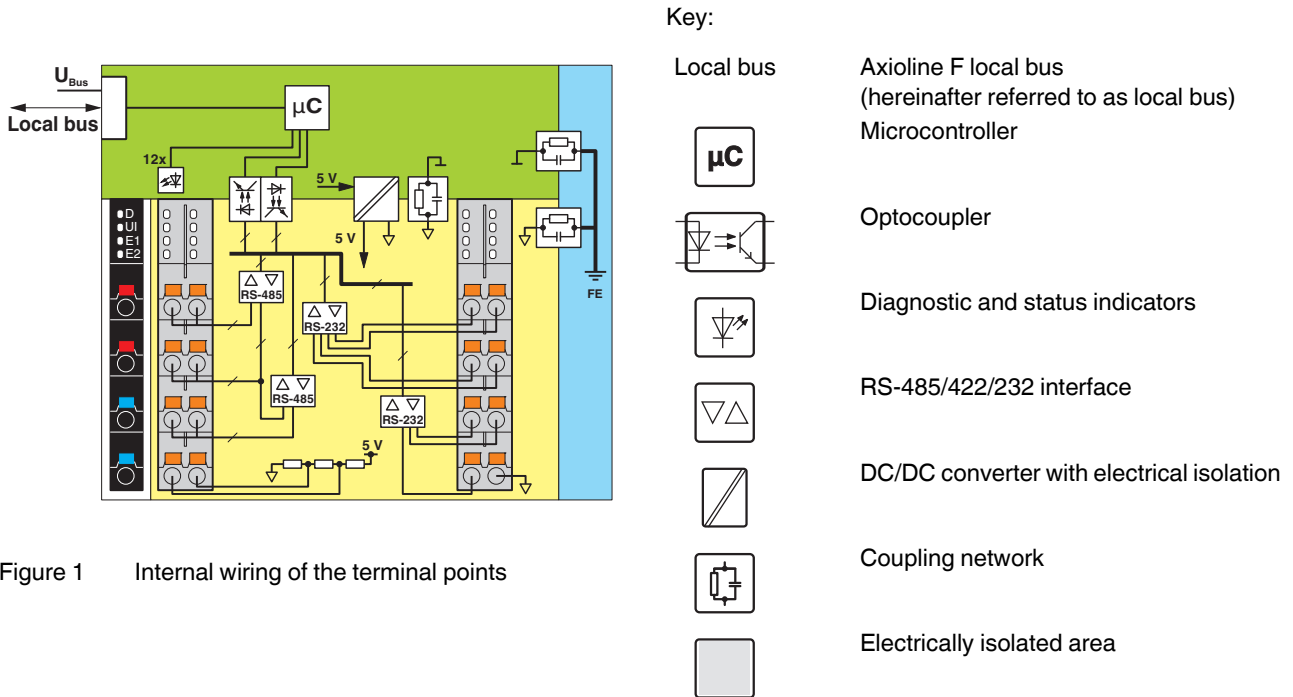 U Bus
Local bus
µC
12x
5 V
5 V
D
UI
E1
E2
RS-485
RS-232
RS-485
RS-232
5 V
FE
Figure 1 Internal wiring of the terminal points
Key:
Local bus Axioline F local bus
(hereinafter referred to as local bus)
µC Microcontroller
Optocoupler
Diagnostic and status indicators
RS-485/422/232 interface
DC/DC converter with electrical isolation
Coupling network
Electrically isolated area